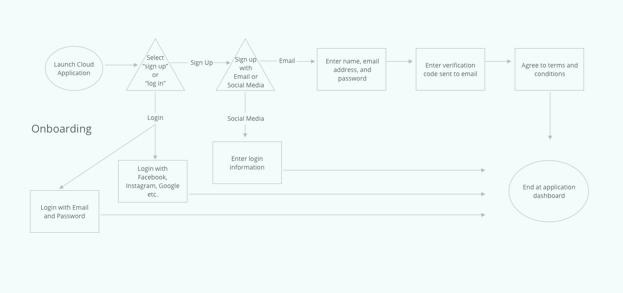 Launch Cloud
Application
Select
"sign up"
or
"log in"
Sign Up
Sign up
with
Email or
Social Media
Email
Enter name, email
address, and
password
Enter verification
code sent to email
Agree to terms and
conditions
Login
Social Media
Onboarding
Enter login
information
Login with
Facebook,
Instagram, Google
etc.
Login with Email
and Password
End at application
dashboard